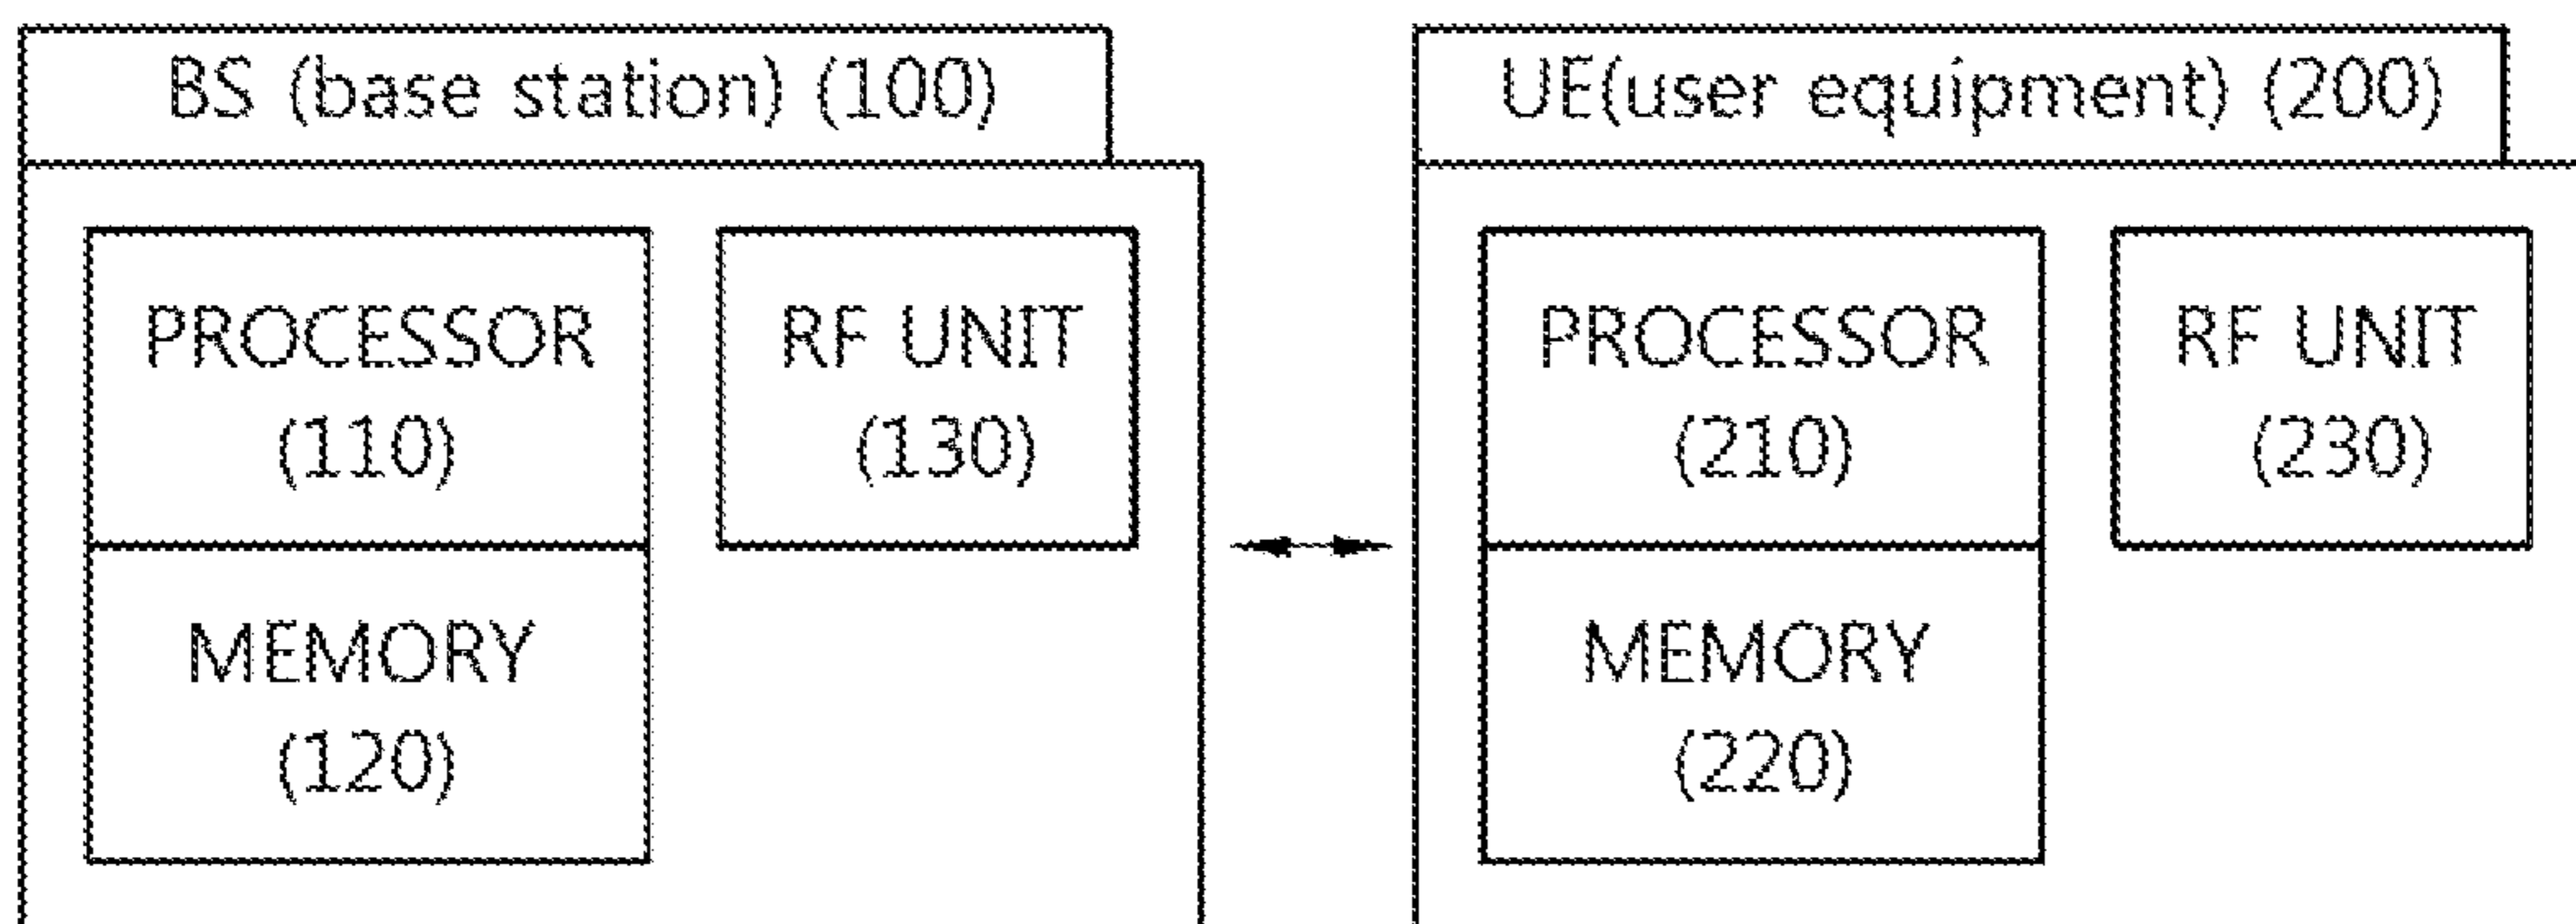 BS (base station) (100)
PROCESSOR
(110)
RF UNIT
(130)
MEMORY
(120)
UE(user equipment) (200)
PROCESSOR
(210)
RF UNIT
(230)
MEMORY
(220)